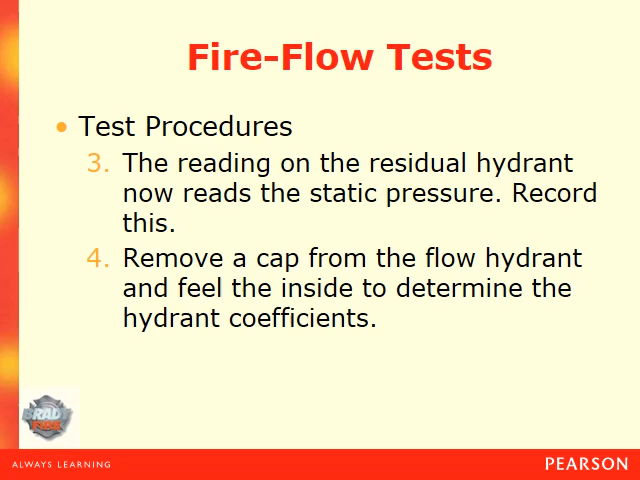 Fire-Flow Tests
• Test Procedures
3. The reading on the residual hydrant
now reads the static pressure. Record
this.
4. Remove a cap from the flow hydrant
and feel the inside to determine the
hydrant coefficients.
BRADY
FIRE
ALWAYS LEARNING
PEARSON